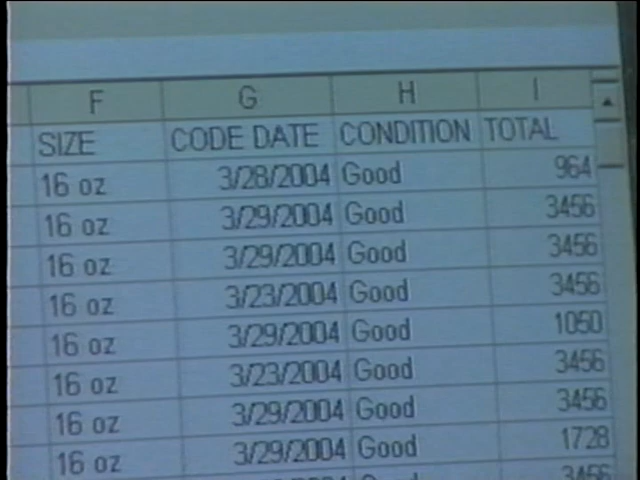 F G H I
SIZE CODE DATE CONDITION TOTAL
16 oz 3/28/2004 Good 964
16 oz 3/29/2004 Good 3456
16 oz 3/29/2004 Good 3456
16 oz 3/23/2004 Good 3456
16 oz 3/29/2004 Good 1050
16 oz 3/23/2004 Good 3456
16 oz 3/29/2004 Good 3456
16 oz 3/29/2004 Good 1728
3456